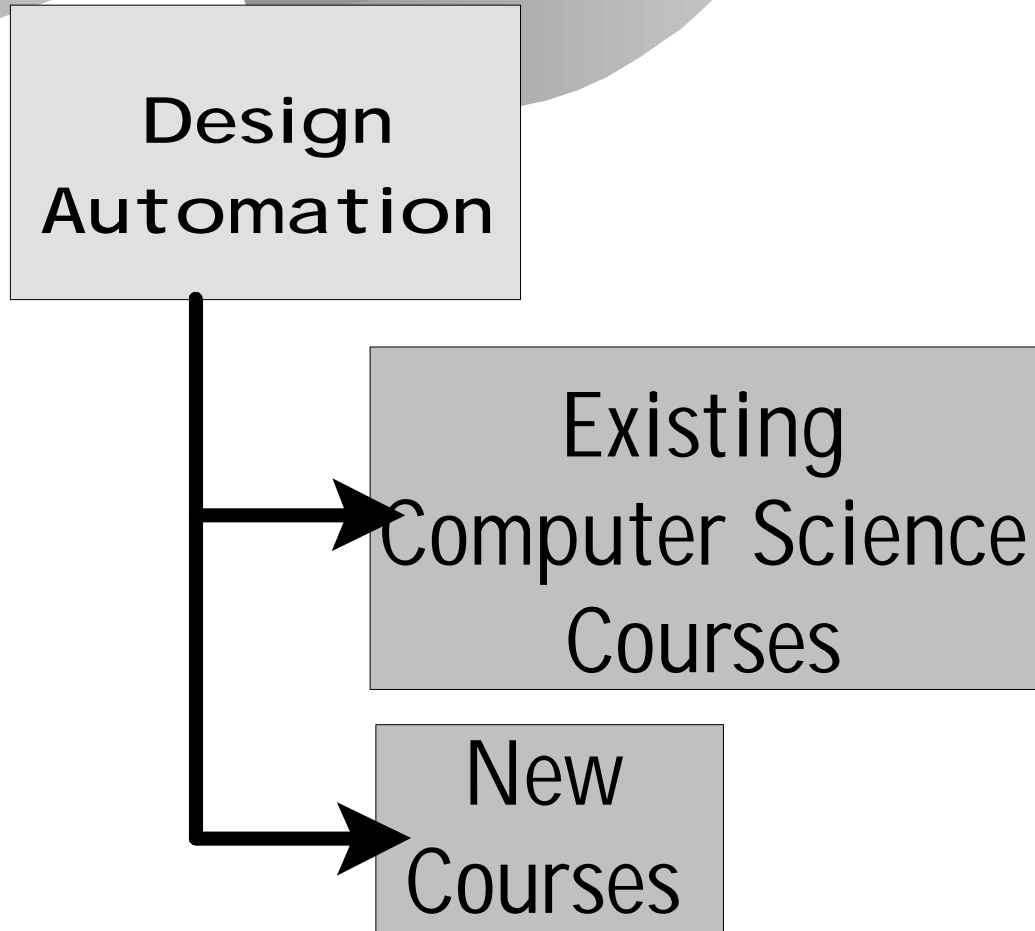 Design
Automation
Existing
Computer Science
Courses
New
Courses